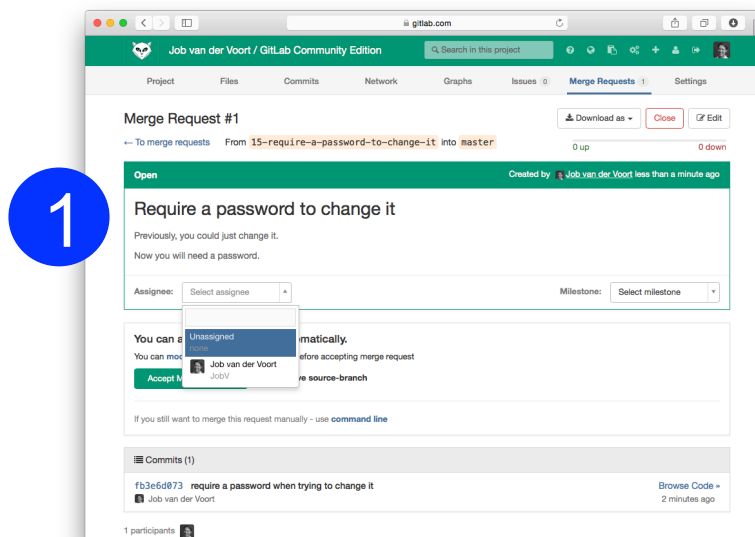 gitlab.com
Job van der Voort / GitLab Community Edition
Search in this project
Project Files Commits Network Graphs Issues 0 Merge Requests 1 Settings
Merge Request #1
Download as
Close
Edit
← To merge requests From 15-require-a-password-to-change-it into master
0 up 0 down
Open
Created by Job van der Voort less than a minute ago
1
Require a password to change it
Previously, you could just change it.
Now you will need a password.
Assignee: Select assignee
Milestone: Select milestone
Unassigned
none
Job van der Voort
JobV
You can a
matically.
You can mod
efore accepting merge request
Accept M
e source-branch
If you still want to merge this request manually - use command line
Commits (1)
fb3e6d073 require a password when trying to change it
Browse Code »
Job van der Voort
2 minutes ago
1 participants